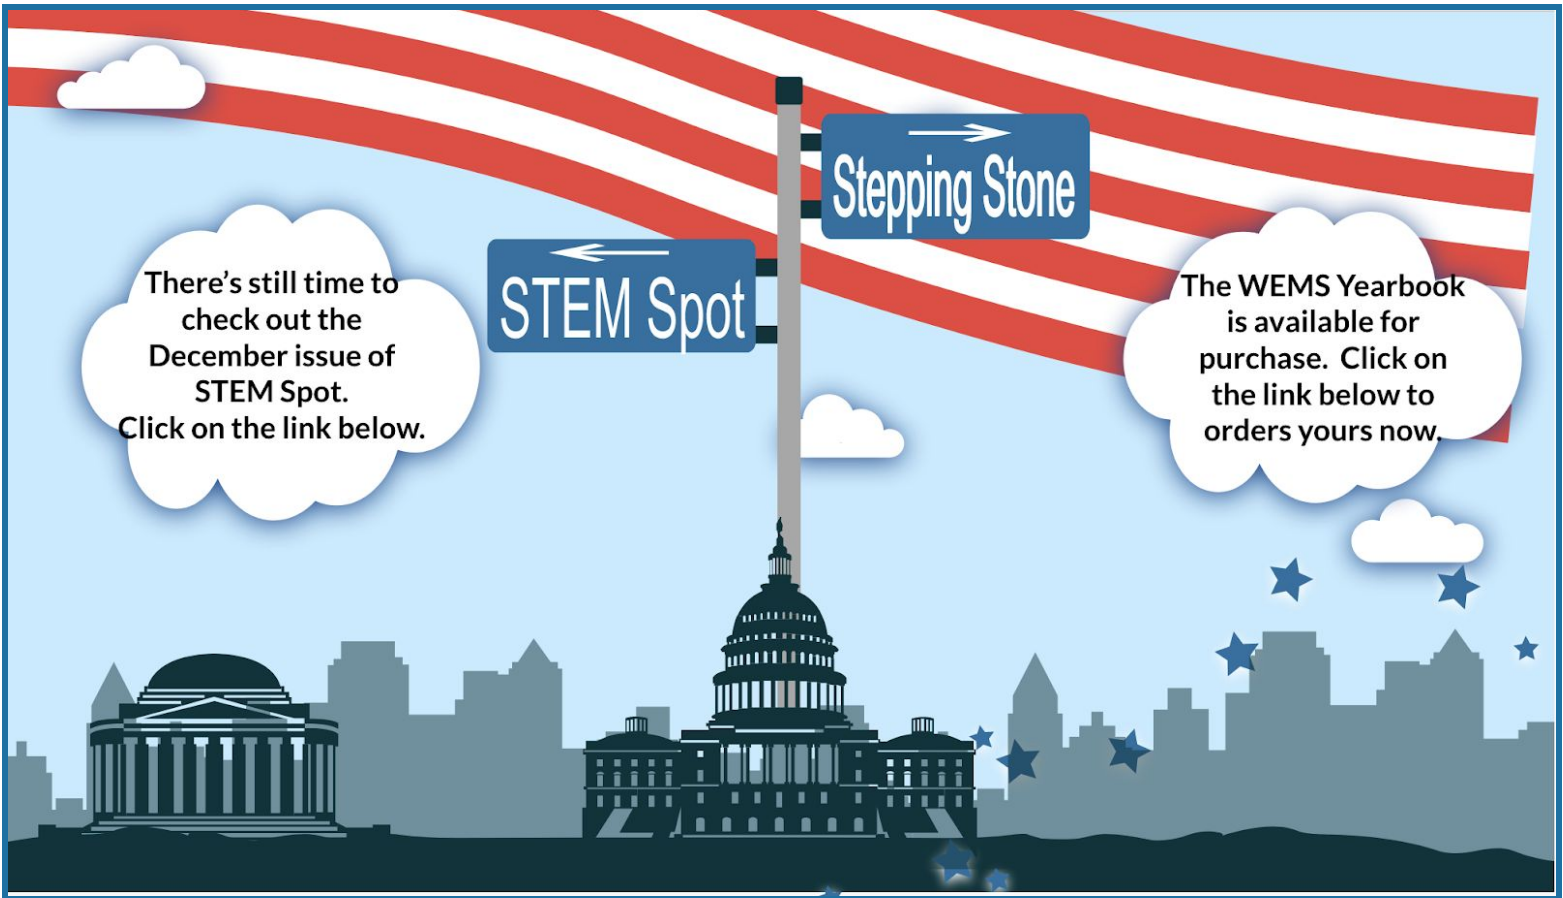 Stepping Stone
STEM Spot
There's still time to
check out the
December issue of
STEM Spot.
Click on the link below.
The WEMS Yearbook
is available for
purchase.  Click on
the link below to
orders yours now.